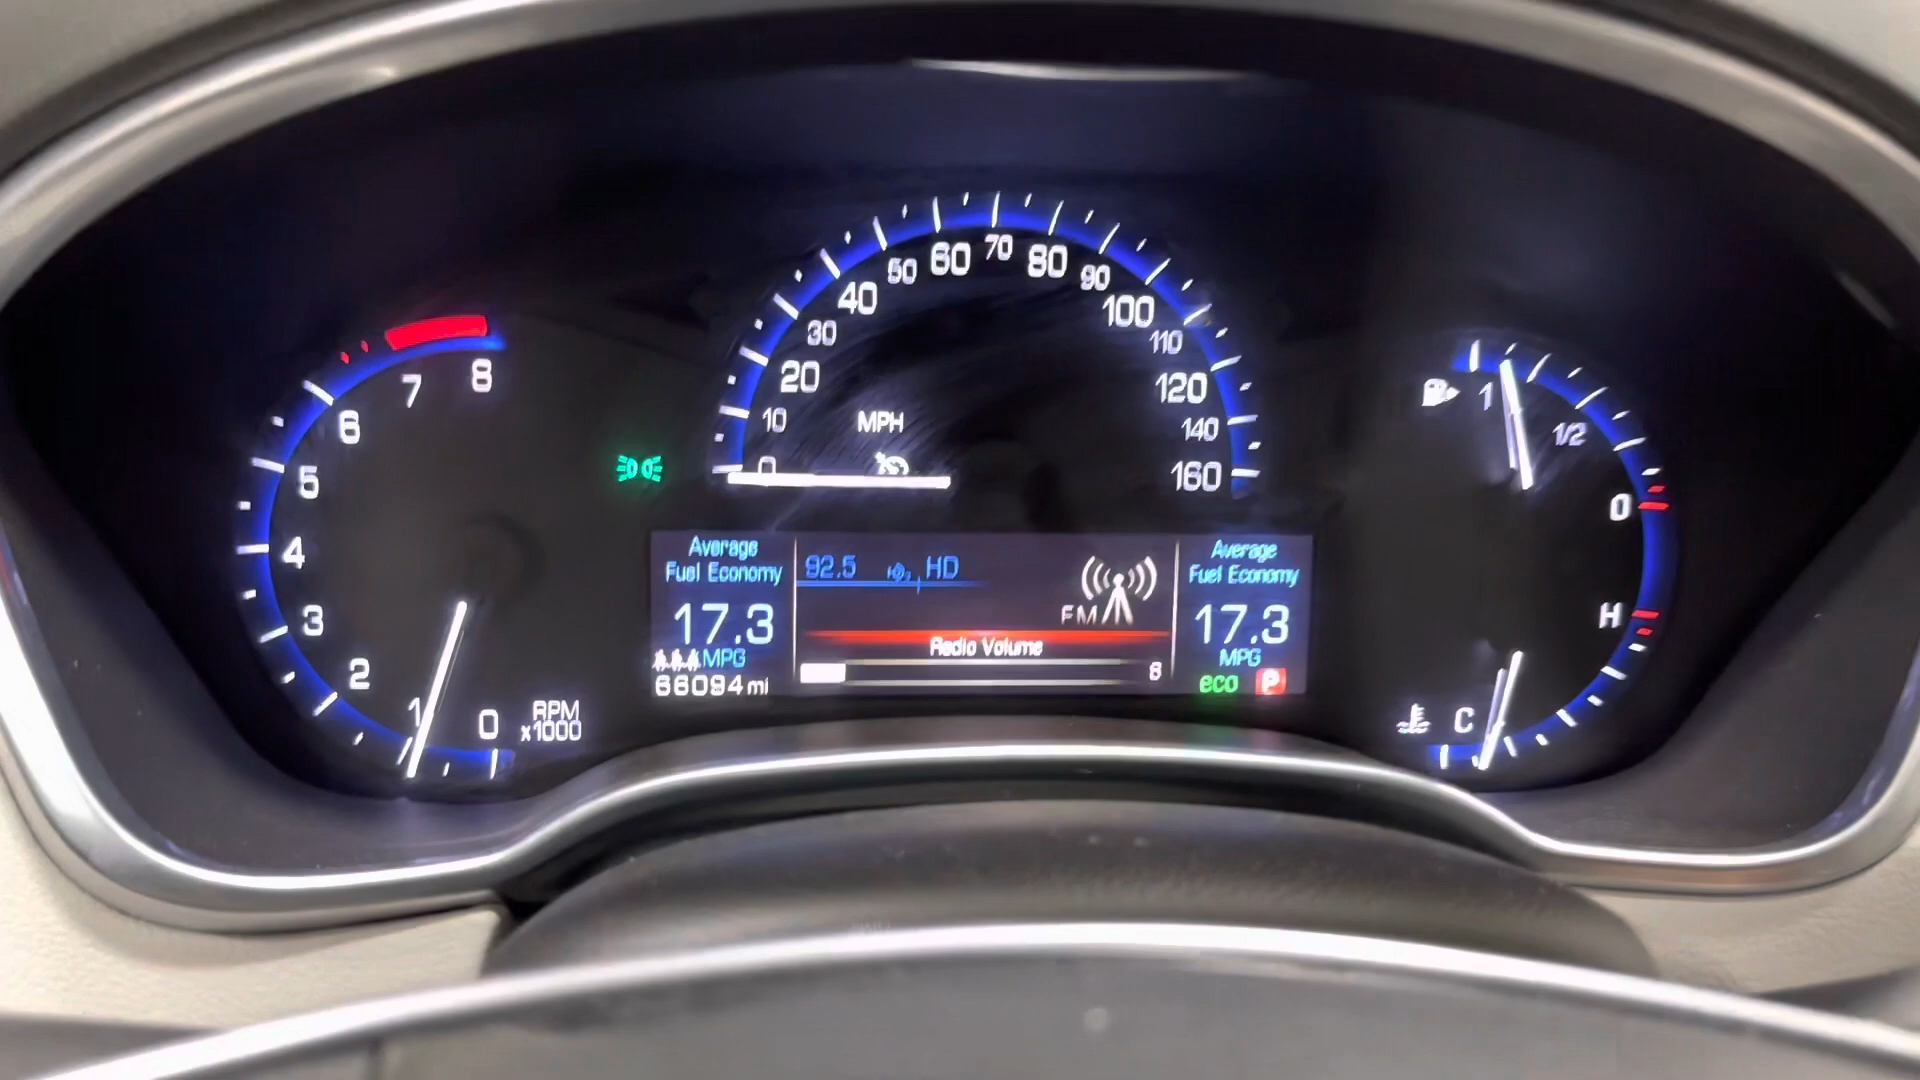 8
7
6
5
4
3
2
1
0
RPM
x1000
0
10
20
30
40
50
60
70
80
90
100
110
120
140
160
MPH
1
1/2
0
H
C
Average
Fuel Economy
17.3
MPG
66094mi
92.5 HD
FM
Radio Volume
6
Average
Fuel Economy
17.3
MPG
eco P